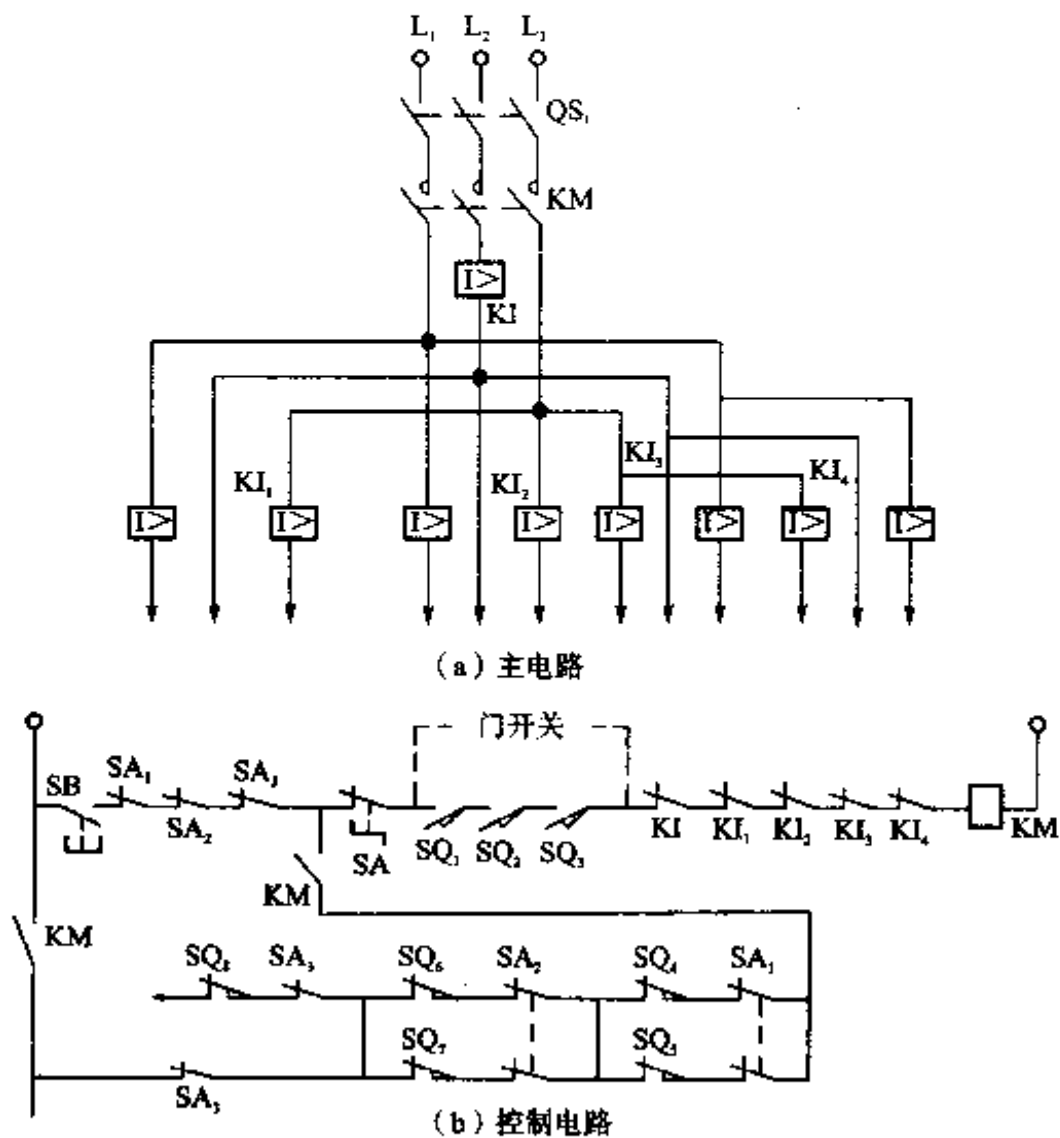 L₁ L₂ L₃
QS₁
KM
I> KI
KI₁ KI₂ KI₃ KI₄
I> I> I> I> I> I> I> I>
(a)主电路
门开关
SB SA₁ SA₂ SA₃ SA SQ₁ SQ₂ SQ₃ KI KI₁ KI₂ KI₃ KI₄ KM
KM KM
SQ₈ SA₃ SQ₆ SA₂ SQ₄ SA₁
SQ₇ SQ₅
SA₃
(b)控制电路